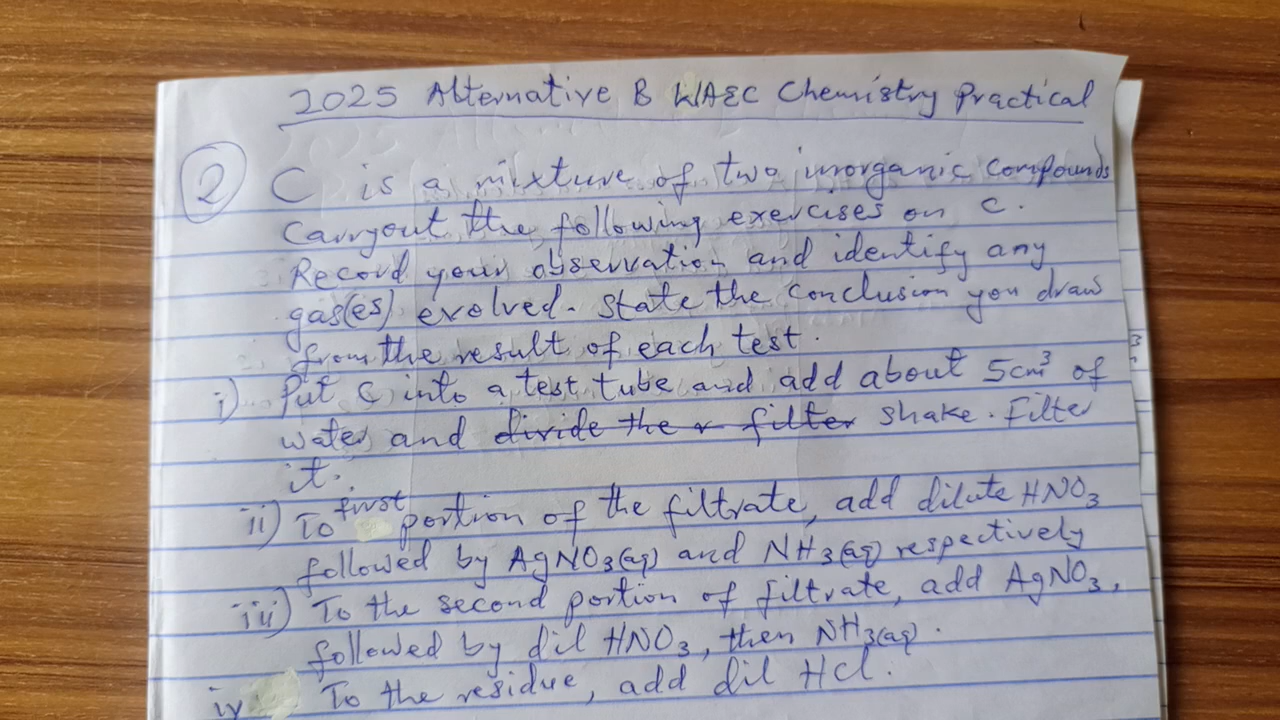 2025 Alternative B WAEC Chemistry Practical
2 C is a mixture of two inorganic compounds
Carryout the following exercises on C.
Record your observation and identify any
gas(es) evolved. State the conclusion you draw
from the result of each test.
i) Put C into a test tube and add about 5cm³ of
water and divide the r filter shake. Filter
it.
ii) To first portion of the filtrate, add dilute HNO3
followed by AgNO3(aq) and NH3(aq) respectively
iii) To the second portion of filtrate, add AgNO3,
followed by dil HNO3, then NH3(aq).
iv To the residue, add dil HCl.